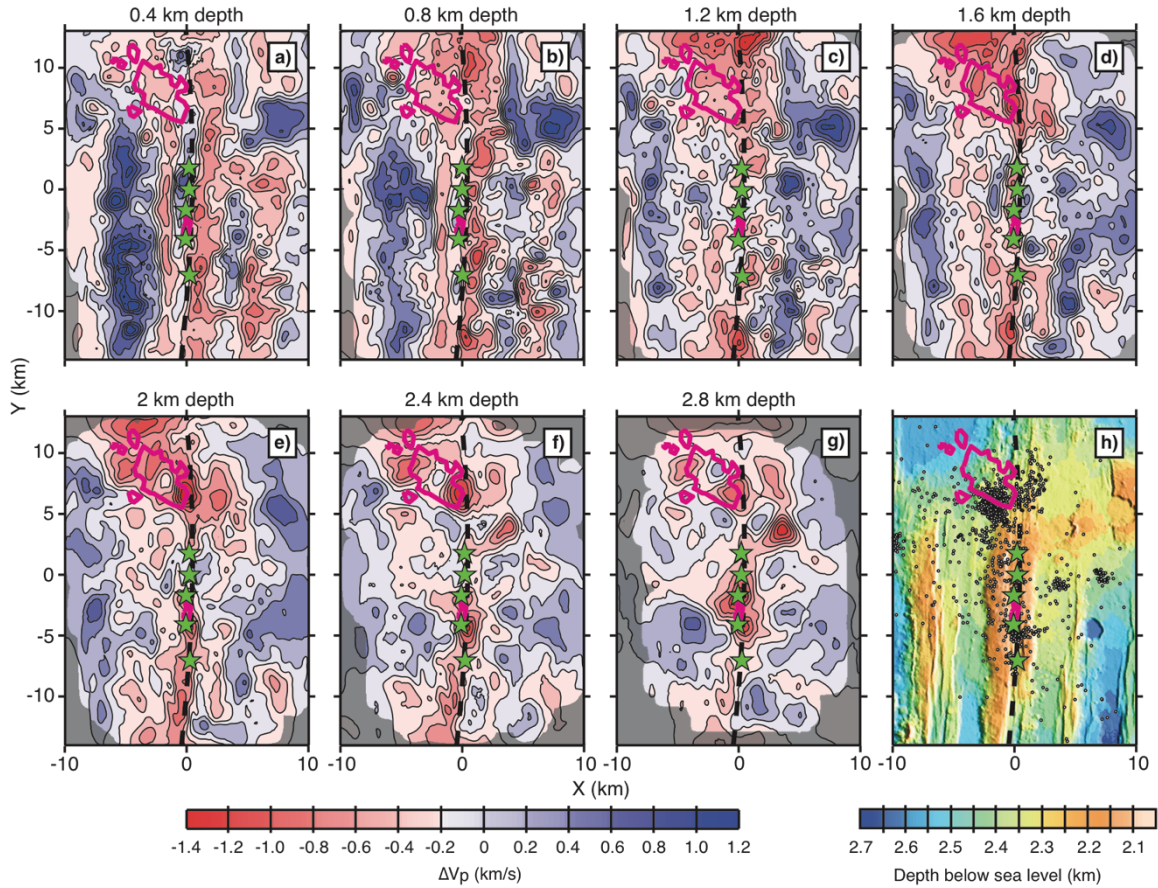 0.4 km depth 0.8 km depth 1.2 km depth 1.6 km depth
a) b) c) d)
10
5
0
-5
-10
Y (km)
2 km depth 2.4 km depth 2.8 km depth
e) f) g) h)
10
5
0
-5
-10
-10 0 10 0 10 0 10 -10 0 10
X (km)
-1.4 -1.2 -1.0 -0.8 -0.6 -0.4 -0.2 0 0.2 0.4 0.6 0.8 1.0 1.2
ΔVp (km/s)
2.7 2.6 2.5 2.4 2.3 2.2 2.1
Depth below sea level (km)